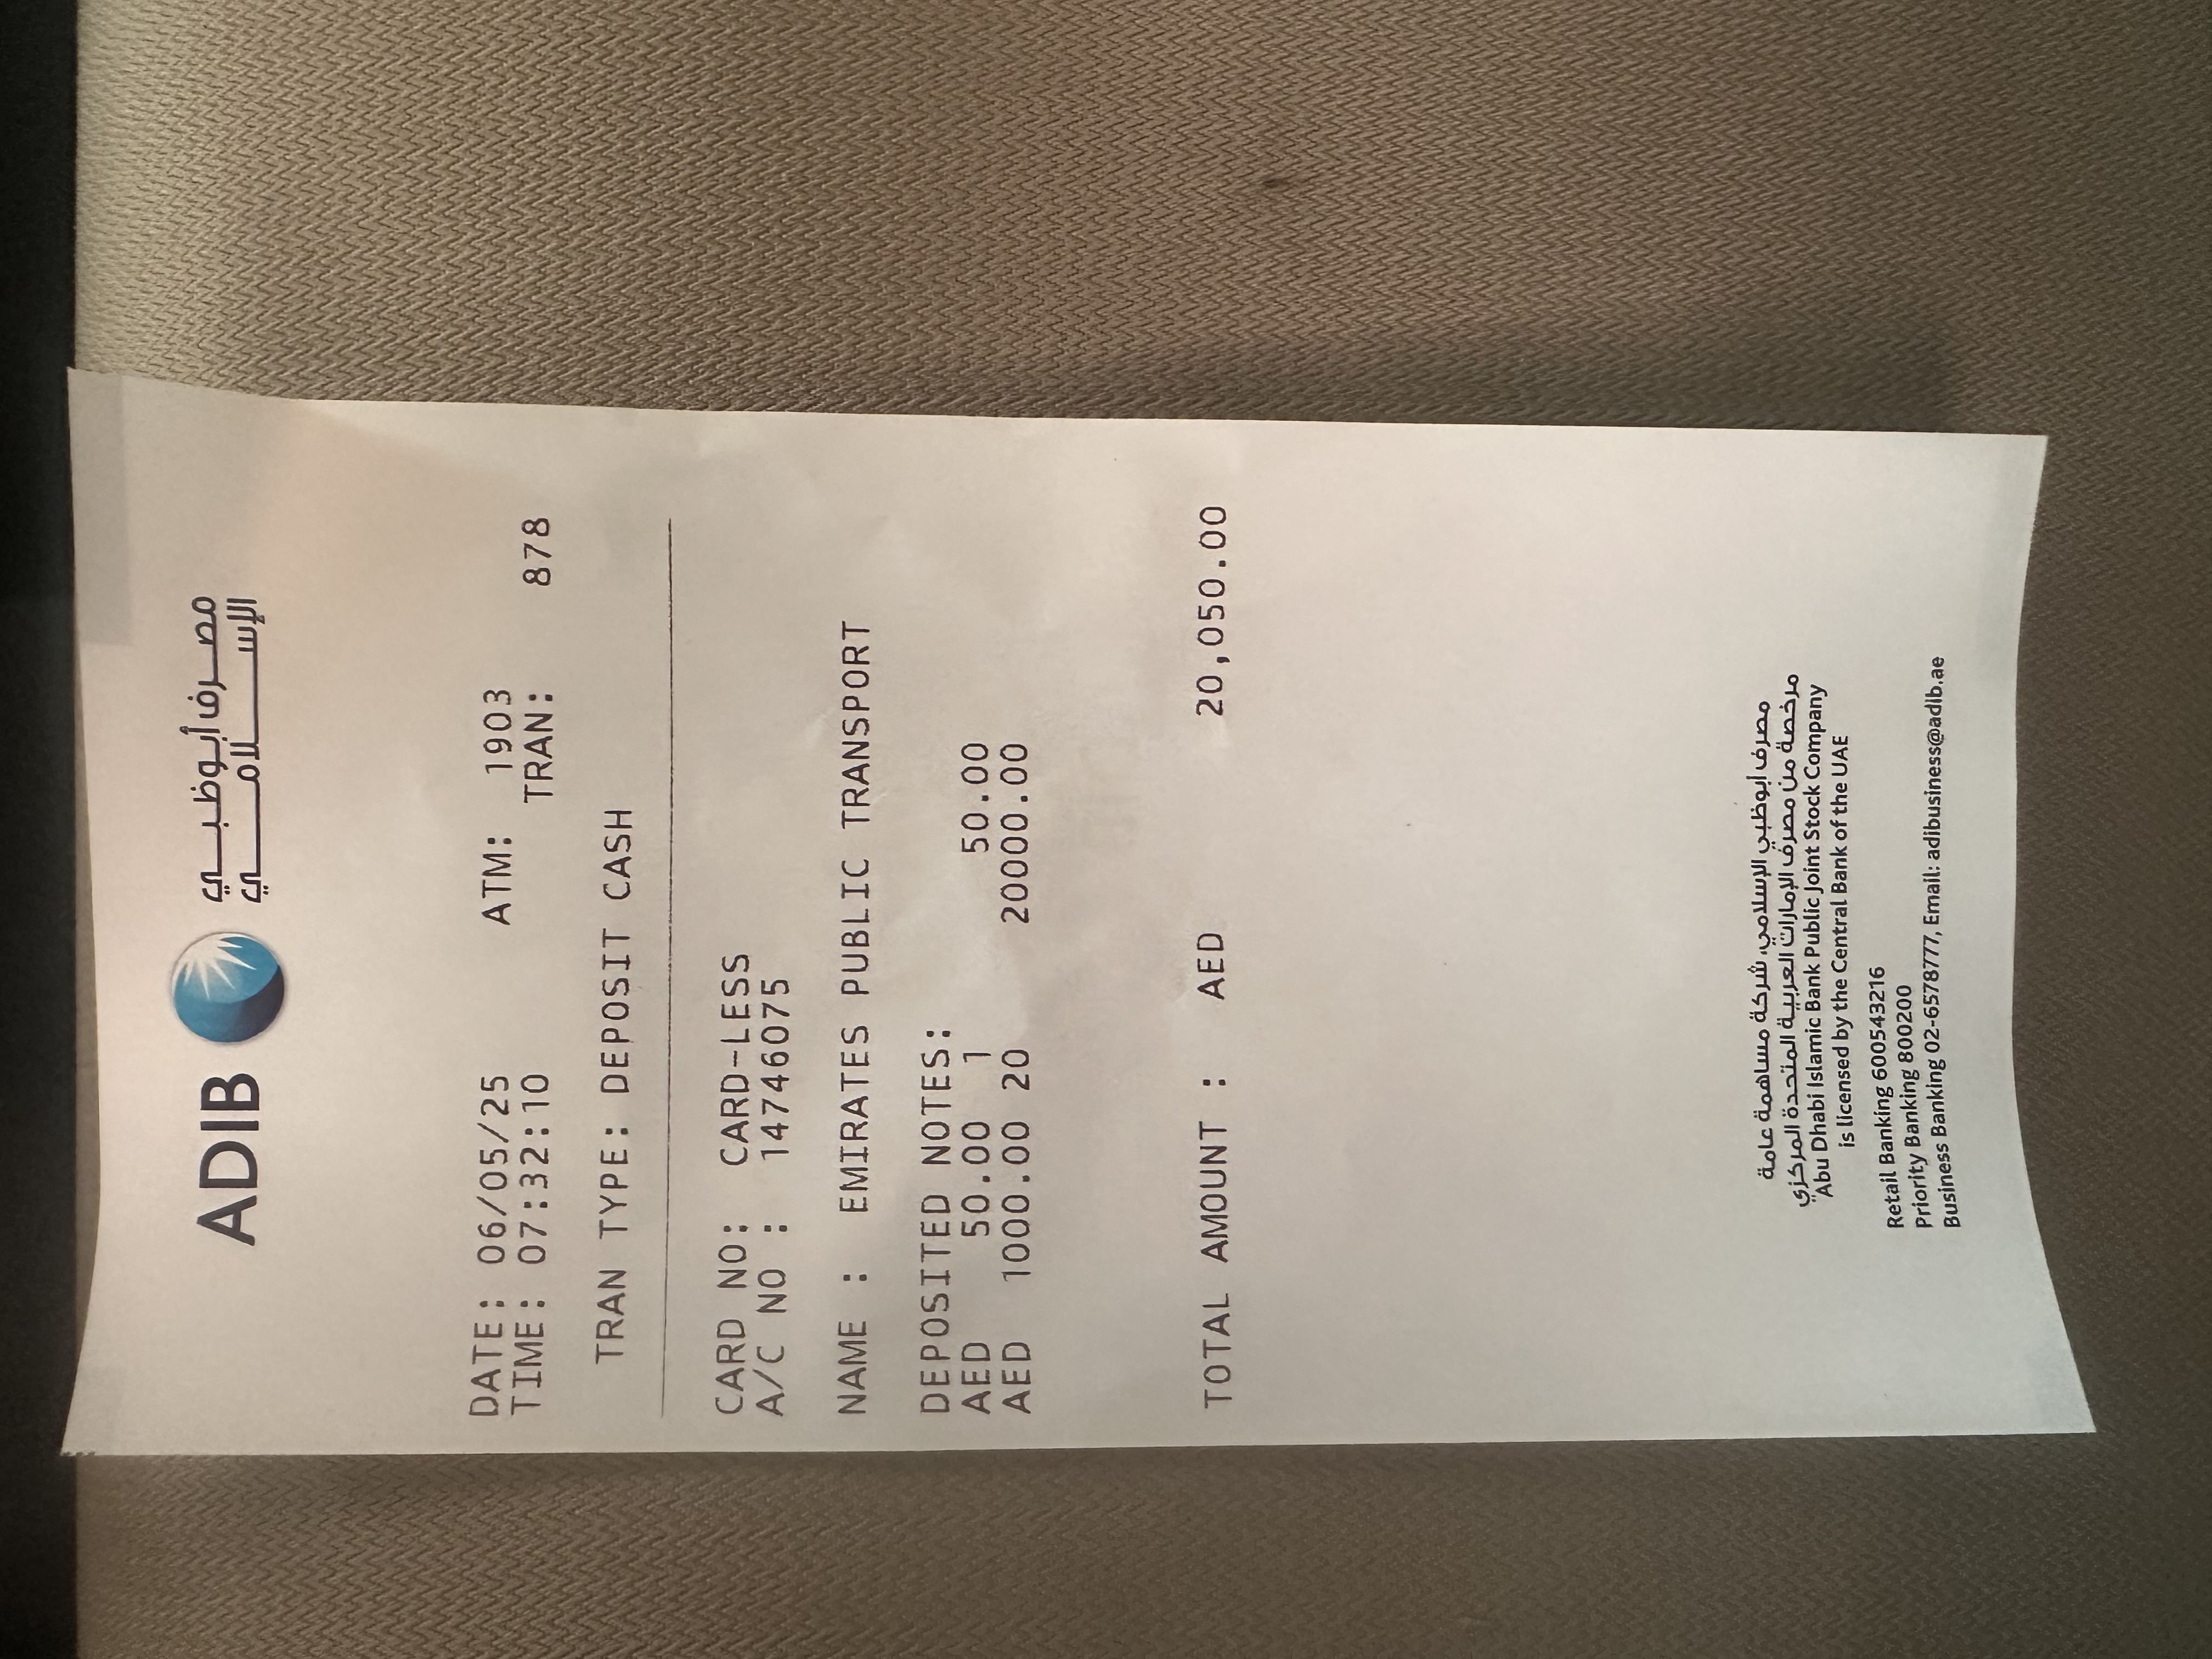 ADIB
مصرف أبوظبي
الإسلامي
DATE: 06/05/25 ATM: 1903
TIME: 07:32:10 TRAN: 878
TRAN TYPE: DEPOSIT CASH
CARD NO: CARD-LESS
A/C NO : 14746075
NAME : EMIRATES PUBLIC TRANSPORT
DEPOSITED NOTES:
AED 50.00 1 50.00
AED 1000.00 20 20000.00
TOTAL AMOUNT : AED 20,050.00
مصرف أبوظبي الإسلامي، شركة مساهمة عامة
مرخصة من مصرف الإمارات العربية المتحدة المركزي
"Abu Dhabi Islamic Bank Public Joint Stock Company
is licensed by the Central Bank of the UAE
Retail Banking 600543216
Priority Banking 800200
Business Banking 02-6578777, Email: adibusiness@adib.ae